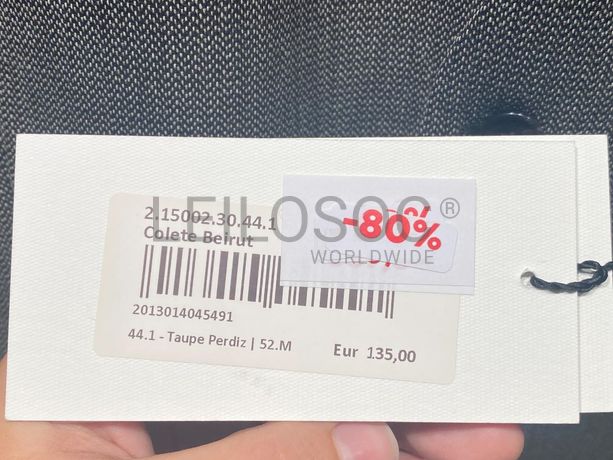 2.15002.30.44.1
Colete Beirut
-80%
LEILOSOC®
WORLDWIDE
2013014045491
44.1 - Taupe Perdiz | 52.M
Eur 135,00